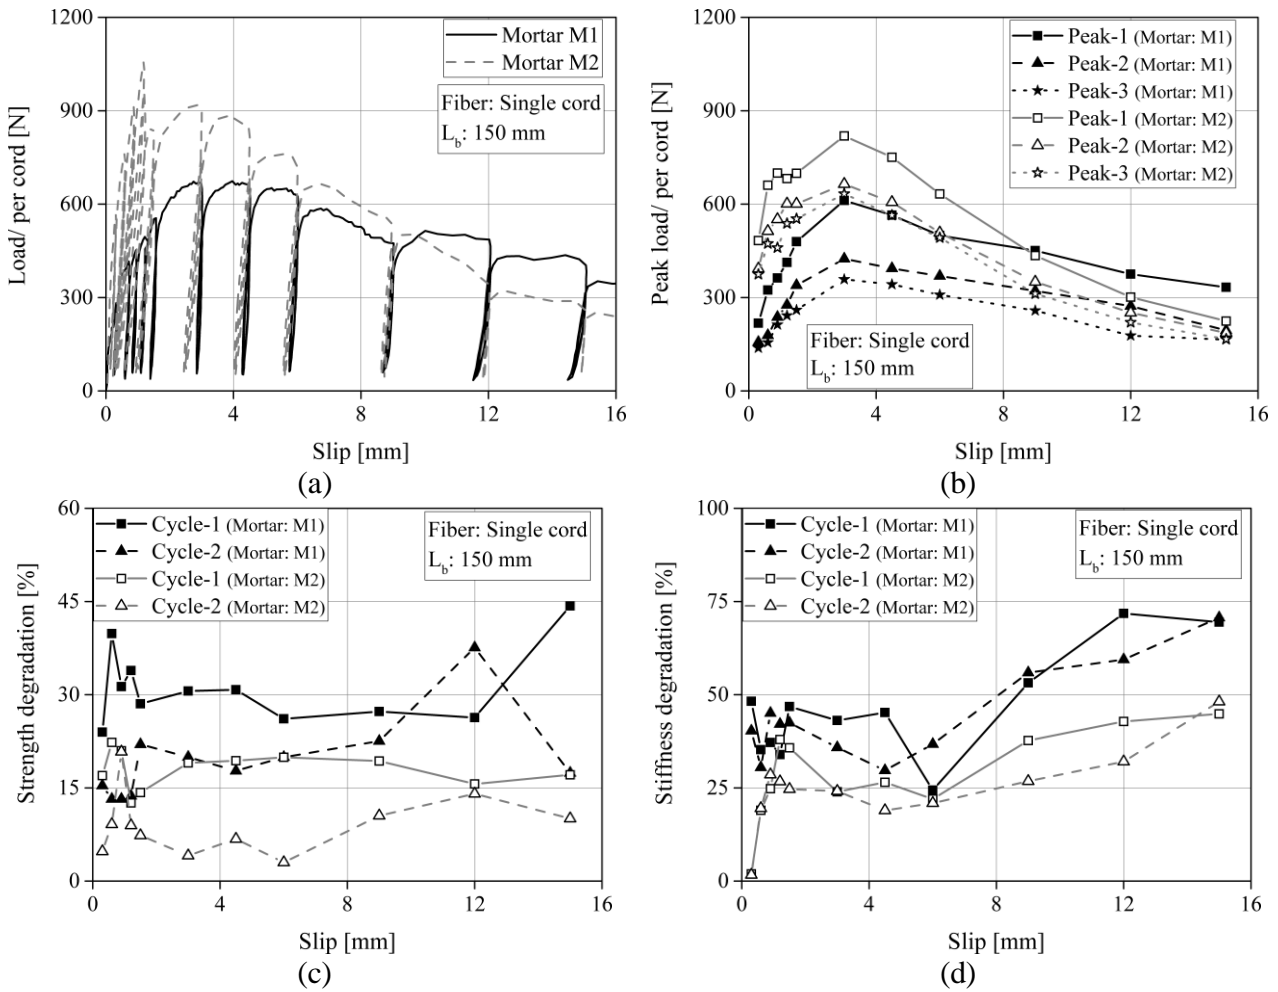 1200
900
600
300
0
Load/ per cord [N]
Mortar M1
Mortar M2
Fiber: Single cord
L_b: 150 mm
0 4 8 12 16
Slip [mm]
(a)
1200
900
600
300
0
Peak load/ per cord [N]
Peak-1 (Mortar: M1)
Peak-2 (Mortar: M1)
Peak-3 (Mortar: M1)
Peak-1 (Mortar: M2)
Peak-2 (Mortar: M2)
Peak-3 (Mortar: M2)
Fiber: Single cord
L_b: 150 mm
0 4 8 12 16
Slip [mm]
(b)
60
45
30
15
0
Strength degradation [%]
Cycle-1 (Mortar: M1)
Cycle-2 (Mortar: M1)
Cycle-1 (Mortar: M2)
Cycle-2 (Mortar: M2)
Fiber: Single cord
L_b: 150 mm
0 4 8 12 16
Slip [mm]
(c)
100
75
50
25
0
Stiffness degradation [%]
Cycle-1 (Mortar: M1)
Cycle-2 (Mortar: M1)
Cycle-1 (Mortar: M2)
Cycle-2 (Mortar: M2)
Fiber: Single cord
L_b: 150 mm
0 4 8 12 16
Slip [mm]
(d)